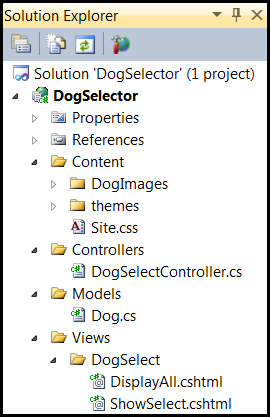 Solution Explorer
Solution 'DogSelector' (1 project)
DogSelector
Properties
References
Content
DogImages
themes
Site.css
Controllers
DogSelectController.cs
Models
Dog.cs
Views
DogSelect
DisplayAll.cshtml
ShowSelect.cshtml